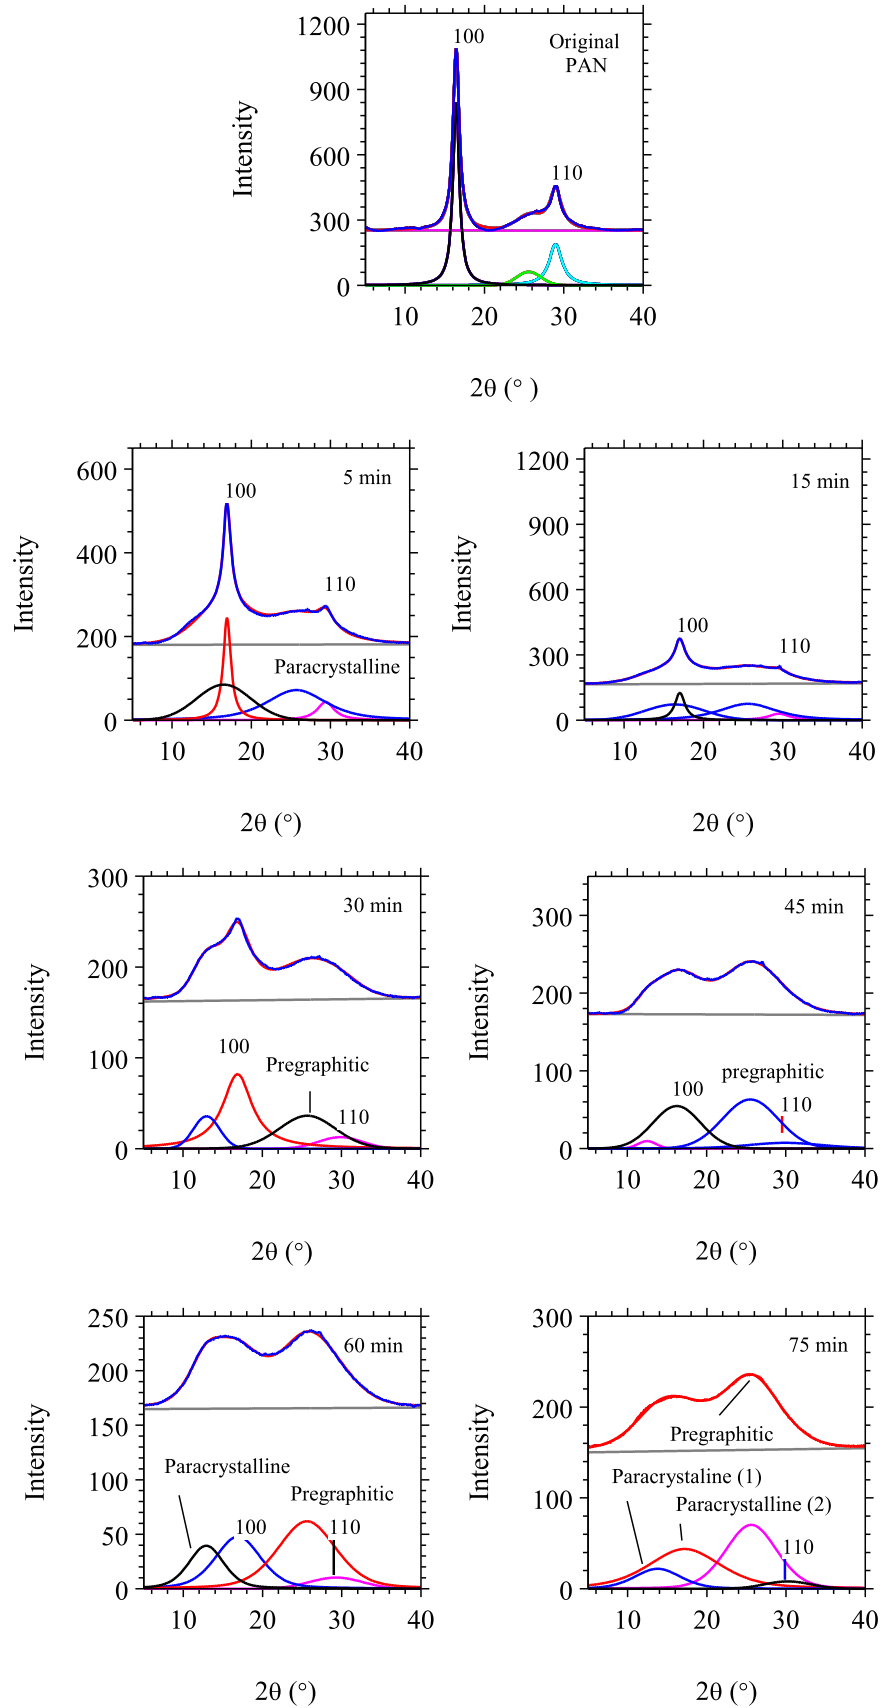 1200
900
600
300
0
Intensity
100
Original
PAN
110
10 20 30 40
2θ (° )
600
400
200
0
Intensity
100
5 min
110
Paracrystalline
10 20 30 40
2θ (°)
1200
900
600
300
0
Intensity
15 min
100
110
10 20 30 40
2θ (°)
300
200
100
0
Intensity
30 min
100
Pregraphitic
110
10 20 30 40
2θ (°)
300
200
100
0
Intensity
45 min
pregraphitic
100
110
10 20 30 40
2θ (°)
250
200
150
100
50
0
Intensity
60 min
Paracrystalline
Pregraphitic
100
110
10 20 30 40
2θ (°)
300
200
100
0
Intensity
75 min
Pregraphitic
Paracrystaline (1)
Paracrystalline (2)
110
10 20 30 40
2θ (°)